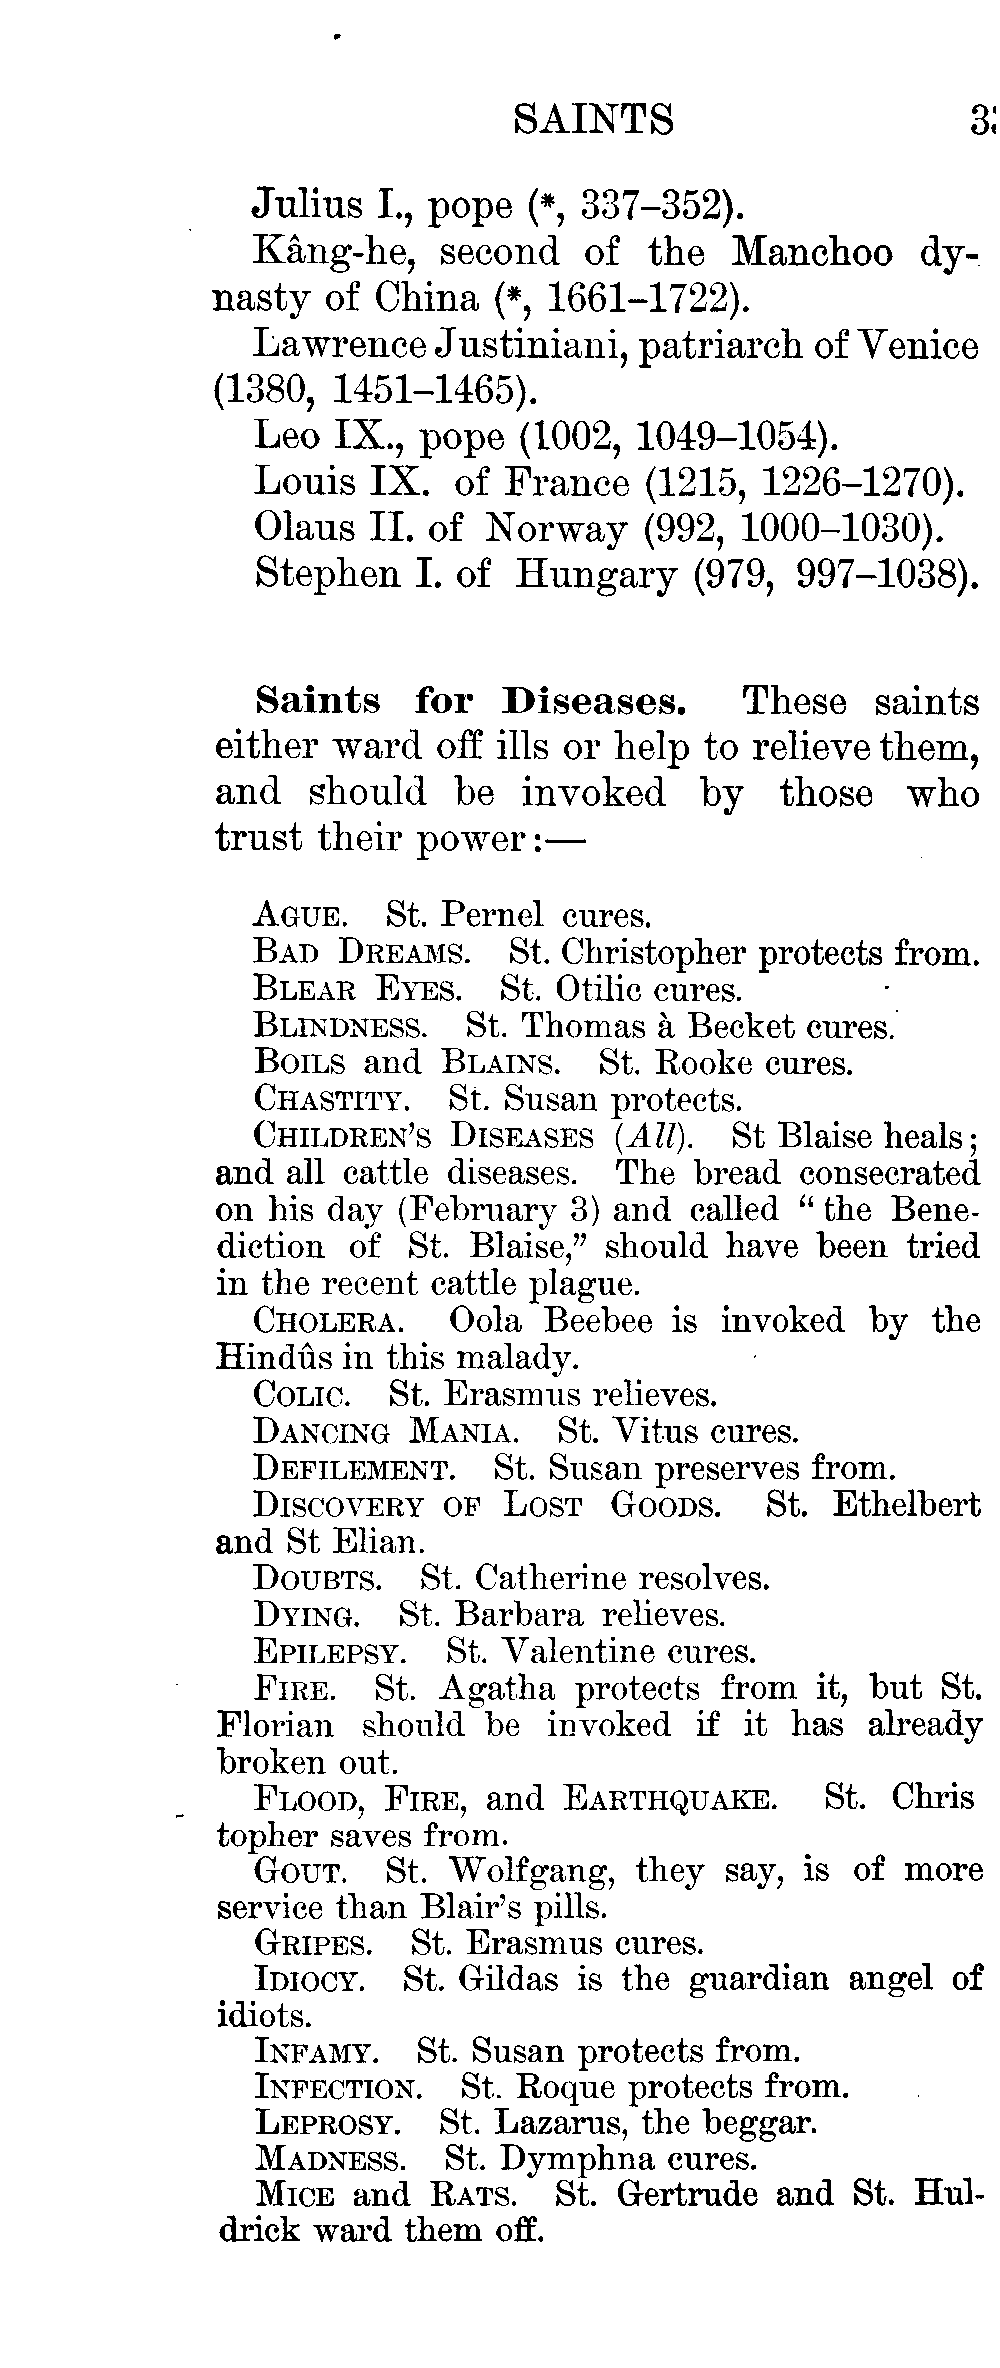 SAINTS 33
Julius I., pope (*, 337–352).
Kâng-he, second of the Manchoo dy-
nasty of China (*, 1661–1722).
Lawrence Justiniani, patriarch of Venice
(1380, 1451–1465).
Leo IX., pope (1002, 1049–1054).
Louis IX. of France (1215, 1226–1270).
Olaus II. of Norway (992, 1000–1030).
Stephen I. of Hungary (979, 997–1038).
Saints for Diseases. These saints
either ward off ills or help to relieve them,
and should be invoked by those who
trust their power:—
AGUE. St. Pernel cures.
BAD DREAMS. St. Christopher protects from.
BLEAR EYES. St. Otilic cures.
BLINDNESS. St. Thomas à Becket cures.
BOILS and BLAINS. St. Rooke cures.
CHASTITY. St. Susan protects.
CHILDREN'S DISEASES (All). St Blaise heals;
and all cattle diseases. The bread consecrated
on his day (February 3) and called “the Bene-
diction of St. Blaise,” should have been tried
in the recent cattle plague.
CHOLERA. Oola Beebee is invoked by the
Hindûs in this malady.
COLIC. St. Erasmus relieves.
DANCING MANIA. St. Vitus cures.
DEFILEMENT. St. Susan preserves from.
DISCOVERY OF LOST GOODS. St. Ethelbert
and St Elian.
DOUBTS. St. Catherine resolves.
DYING. St. Barbara relieves.
EPILEPSY. St. Valentine cures.
FIRE. St. Agatha protects from it, but St.
Florian should be invoked if it has already
broken out.
FLOOD, FIRE, and EARTHQUAKE. St. Chris
topher saves from.
GOUT. St. Wolfgang, they say, is of more
service than Blair's pills.
GRIPES. St. Erasmus cures.
IDIOCY. St. Gildas is the guardian angel of
idiots.
INFAMY. St. Susan protects from.
INFECTION. St. Roque protects from.
LEPROSY. St. Lazarus, the beggar.
MADNESS. St. Dymphna cures.
MICE and RATS. St. Gertrude and St. Hul-
drick ward them off.